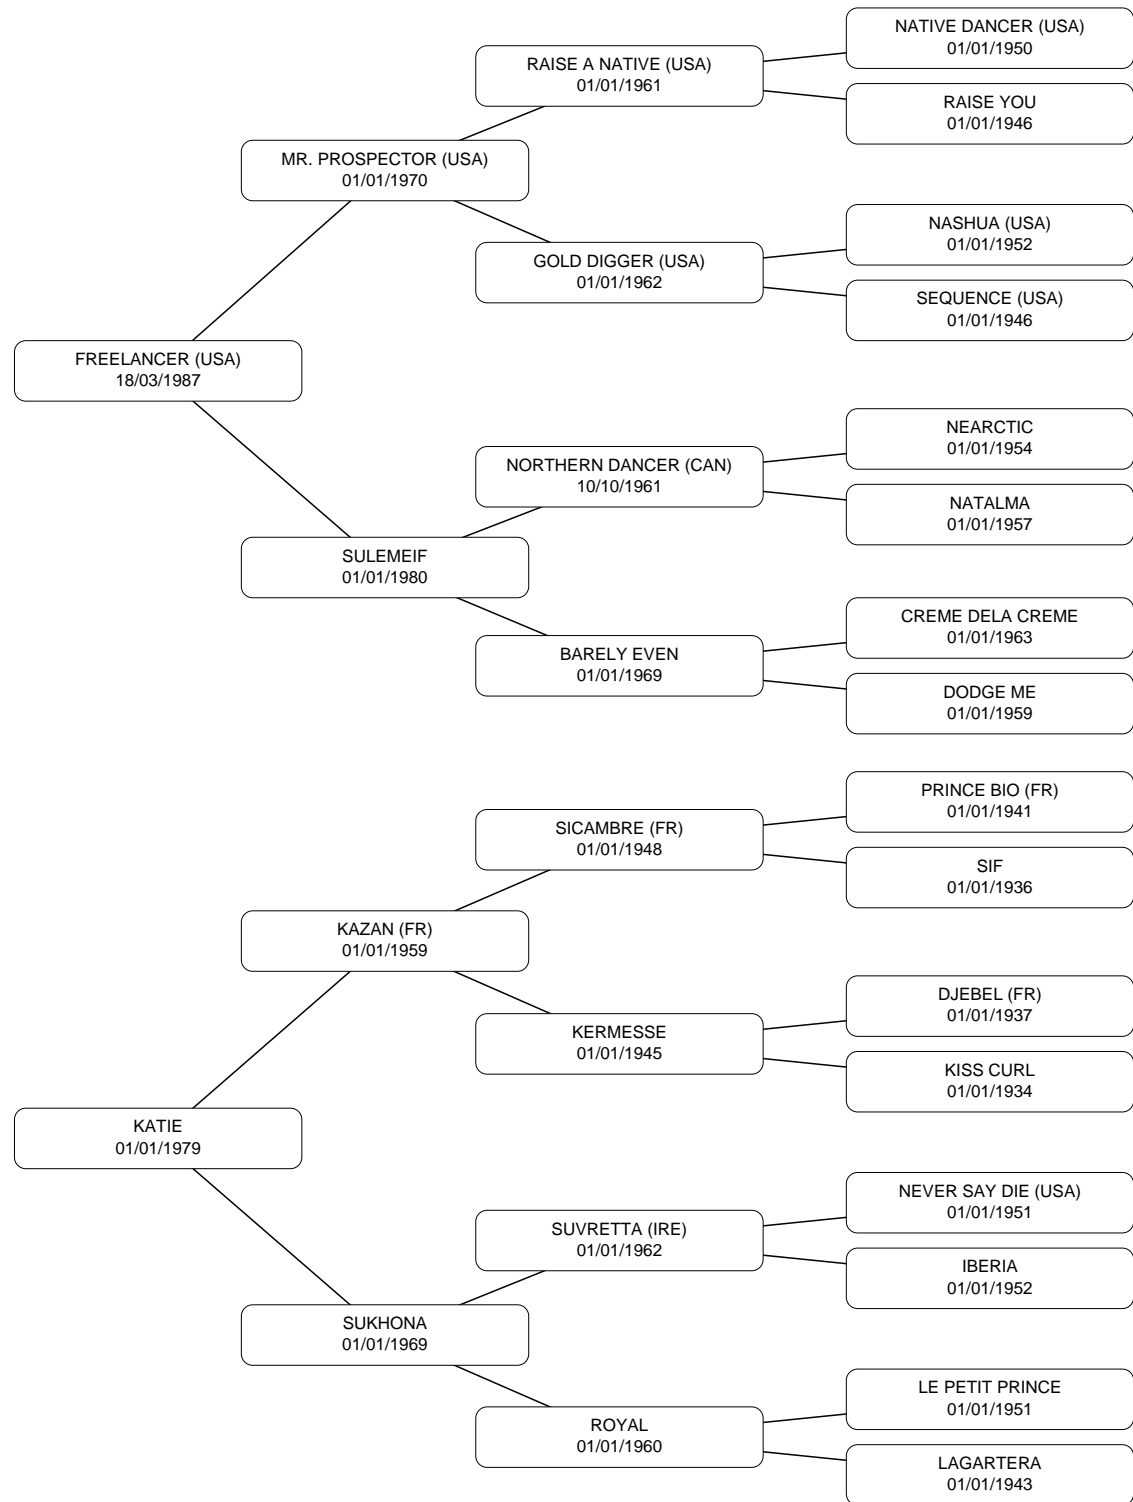 NATIVE DANCER (USA)
01/01/1950
RAISE A NATIVE (USA)
01/01/1961
RAISE YOU
01/01/1946
MR. PROSPECTOR (USA)
01/01/1970
NASHUA (USA)
01/01/1952
GOLD DIGGER (USA)
01/01/1962
SEQUENCE (USA)
01/01/1946
FREELANCER (USA)
18/03/1987
NEARCTIC
01/01/1954
NORTHERN DANCER (CAN)
10/10/1961
NATALMA
01/01/1957
SULEMEIF
01/01/1980
CREME DELA CREME
01/01/1963
BARELY EVEN
01/01/1969
DODGE ME
01/01/1959
PRINCE BIO (FR)
01/01/1941
SICAMBRE (FR)
01/01/1948
SIF
01/01/1936
KAZAN (FR)
01/01/1959
DJEBEL (FR)
01/01/1937
KERMESSE
01/01/1945
KISS CURL
01/01/1934
KATIE
01/01/1979
NEVER SAY DIE (USA)
01/01/1951
SUVRETTA (IRE)
01/01/1962
IBERIA
01/01/1952
SUKHONA
01/01/1969
LE PETIT PRINCE
01/01/1951
ROYAL
01/01/1960
LAGARTERA
01/01/1943